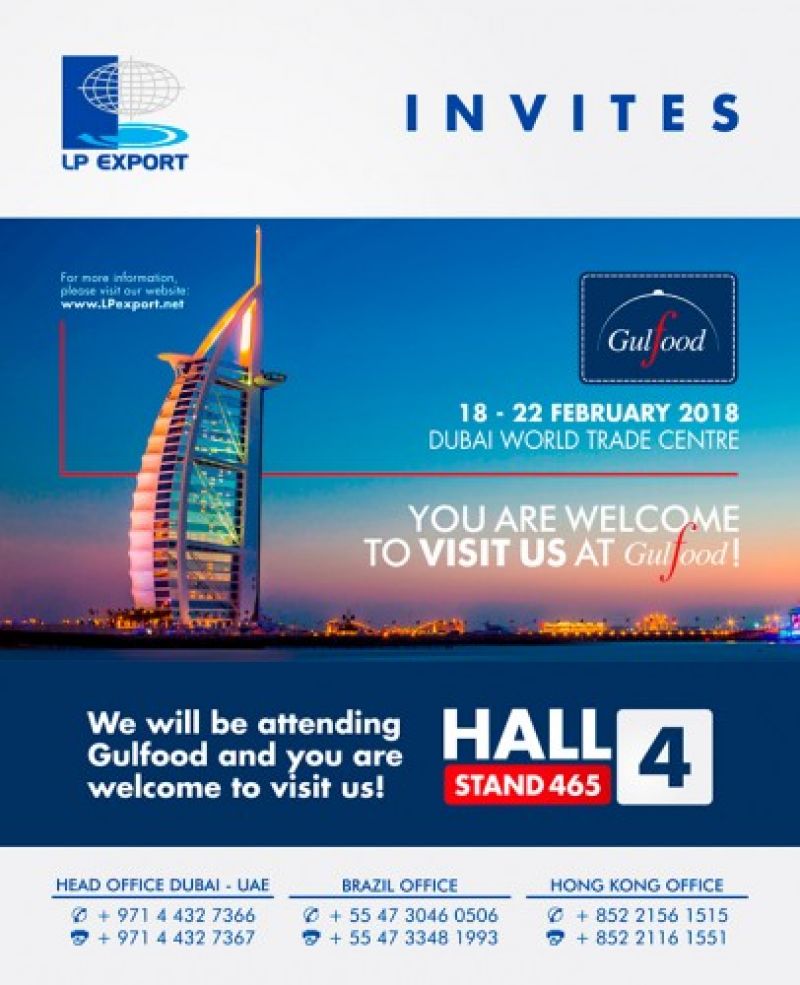 LP EXPORT
INVITES
For more information,
please visit our website:
www.LPexport.net
Gulfood
18 - 22 FEBRUARY 2018
DUBAI WORLD TRADE CENTRE
YOU ARE WELCOME
TO VISIT US AT Gulfood!
We will be attending
Gulfood and you are
welcome to visit us!
HALL 4
STAND 465
HEAD OFFICE DUBAI - UAE
✆ + 971 4 432 7366
☎ + 971 4 432 7367
BRAZIL OFFICE
✆ + 55 47 3046 0506
☎ + 55 47 3348 1993
HONG KONG OFFICE
✆ + 852 2156 1515
☎ + 852 2116 1551